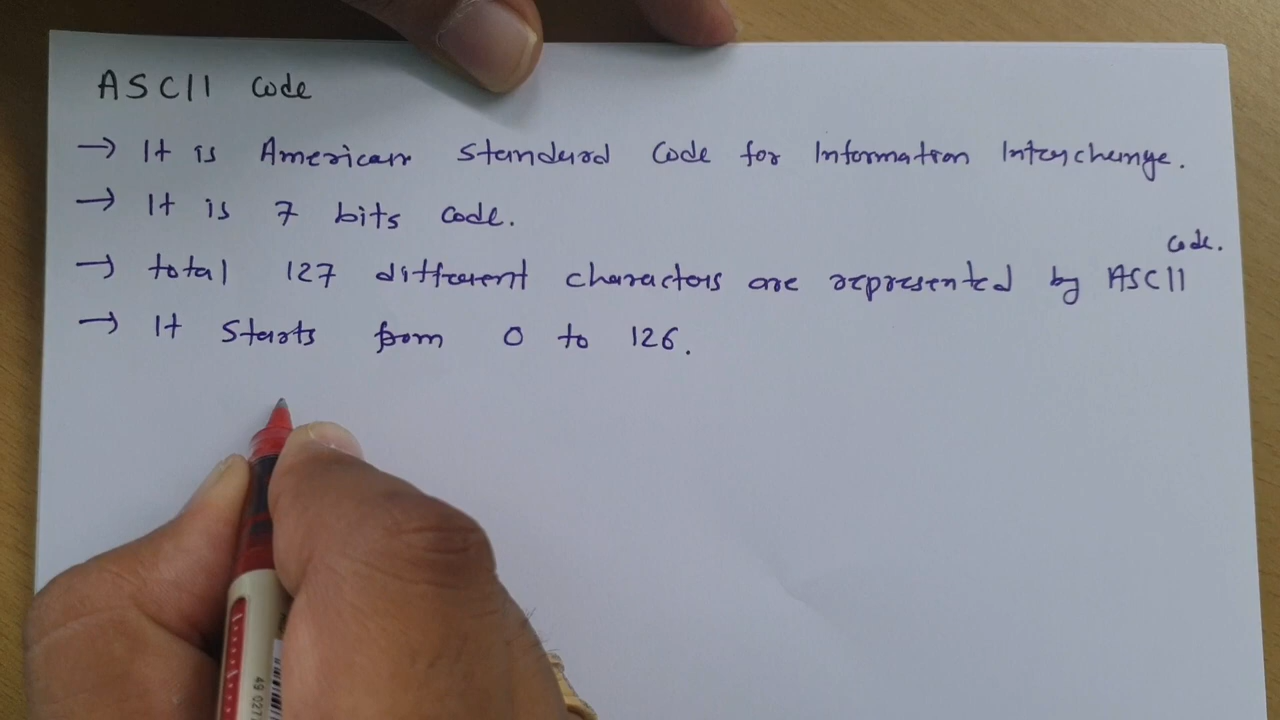 ASCII Code
→ It is American Standard Code for Information Interchange.
→ It is 7 bits code.
→ total 127 different characters are represented by ASCII code.
→ It Starts from 0 to 126.